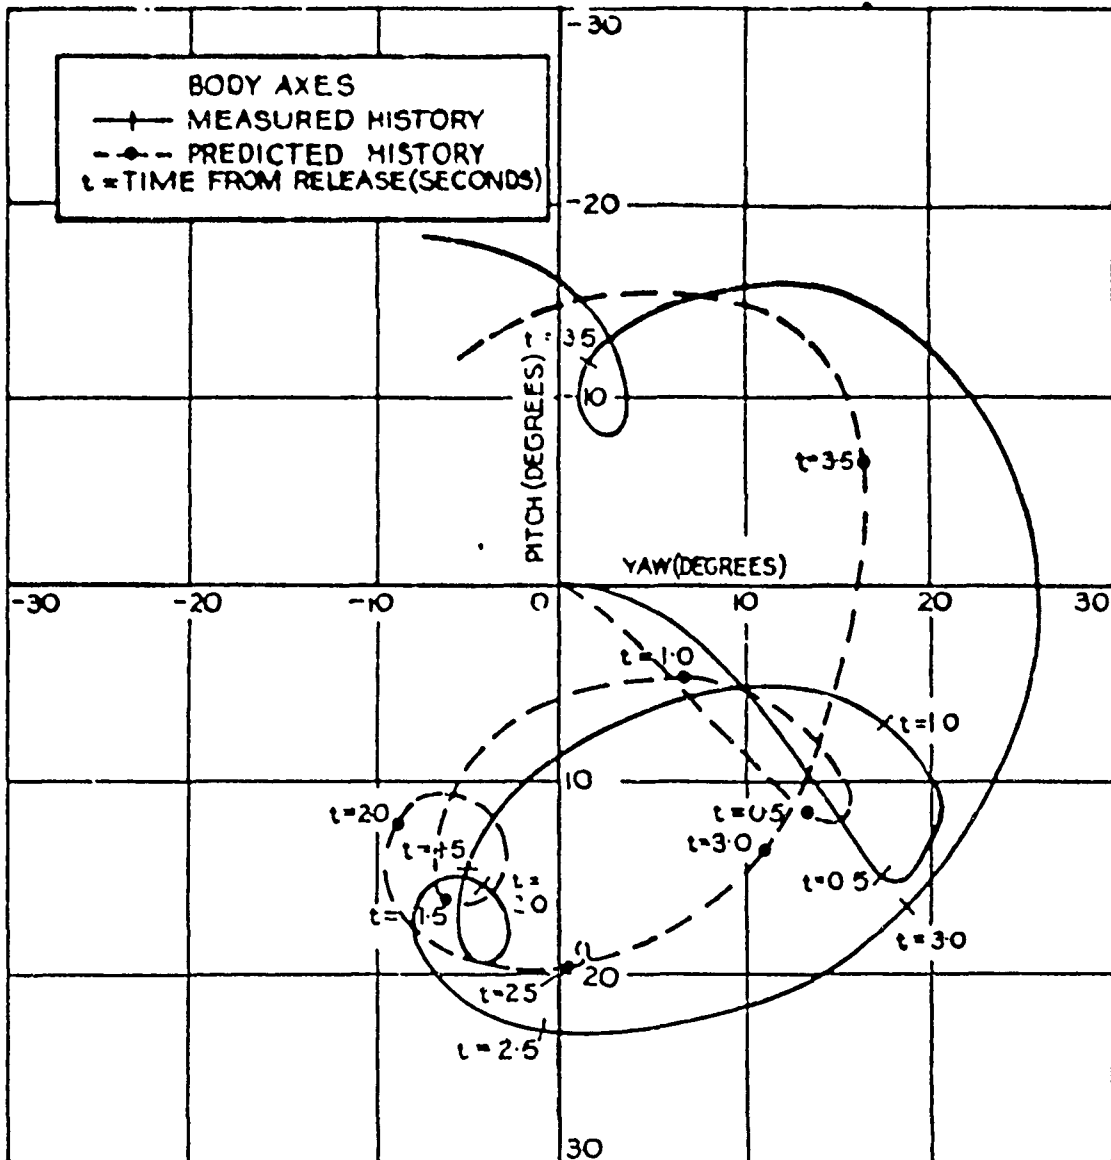 -30
BODY AXES
MEASURED HISTORY
PREDICTED HISTORY
t = TIME FROM RELEASE (SECONDS)
-20
t = 3.5
-10
PITCH (DEGREES)
t = 3.5
YAW (DEGREES)
-30
-20
-10
0
10
20
30
t = 1.0
t = 1.0
10
t = 0.5
t = 2.0
t = 3.0
t = 1.5
t = 0.5
t =
2.0
t = 1.5
t = 3.0
20
t = 2.5
t = 2.5
30